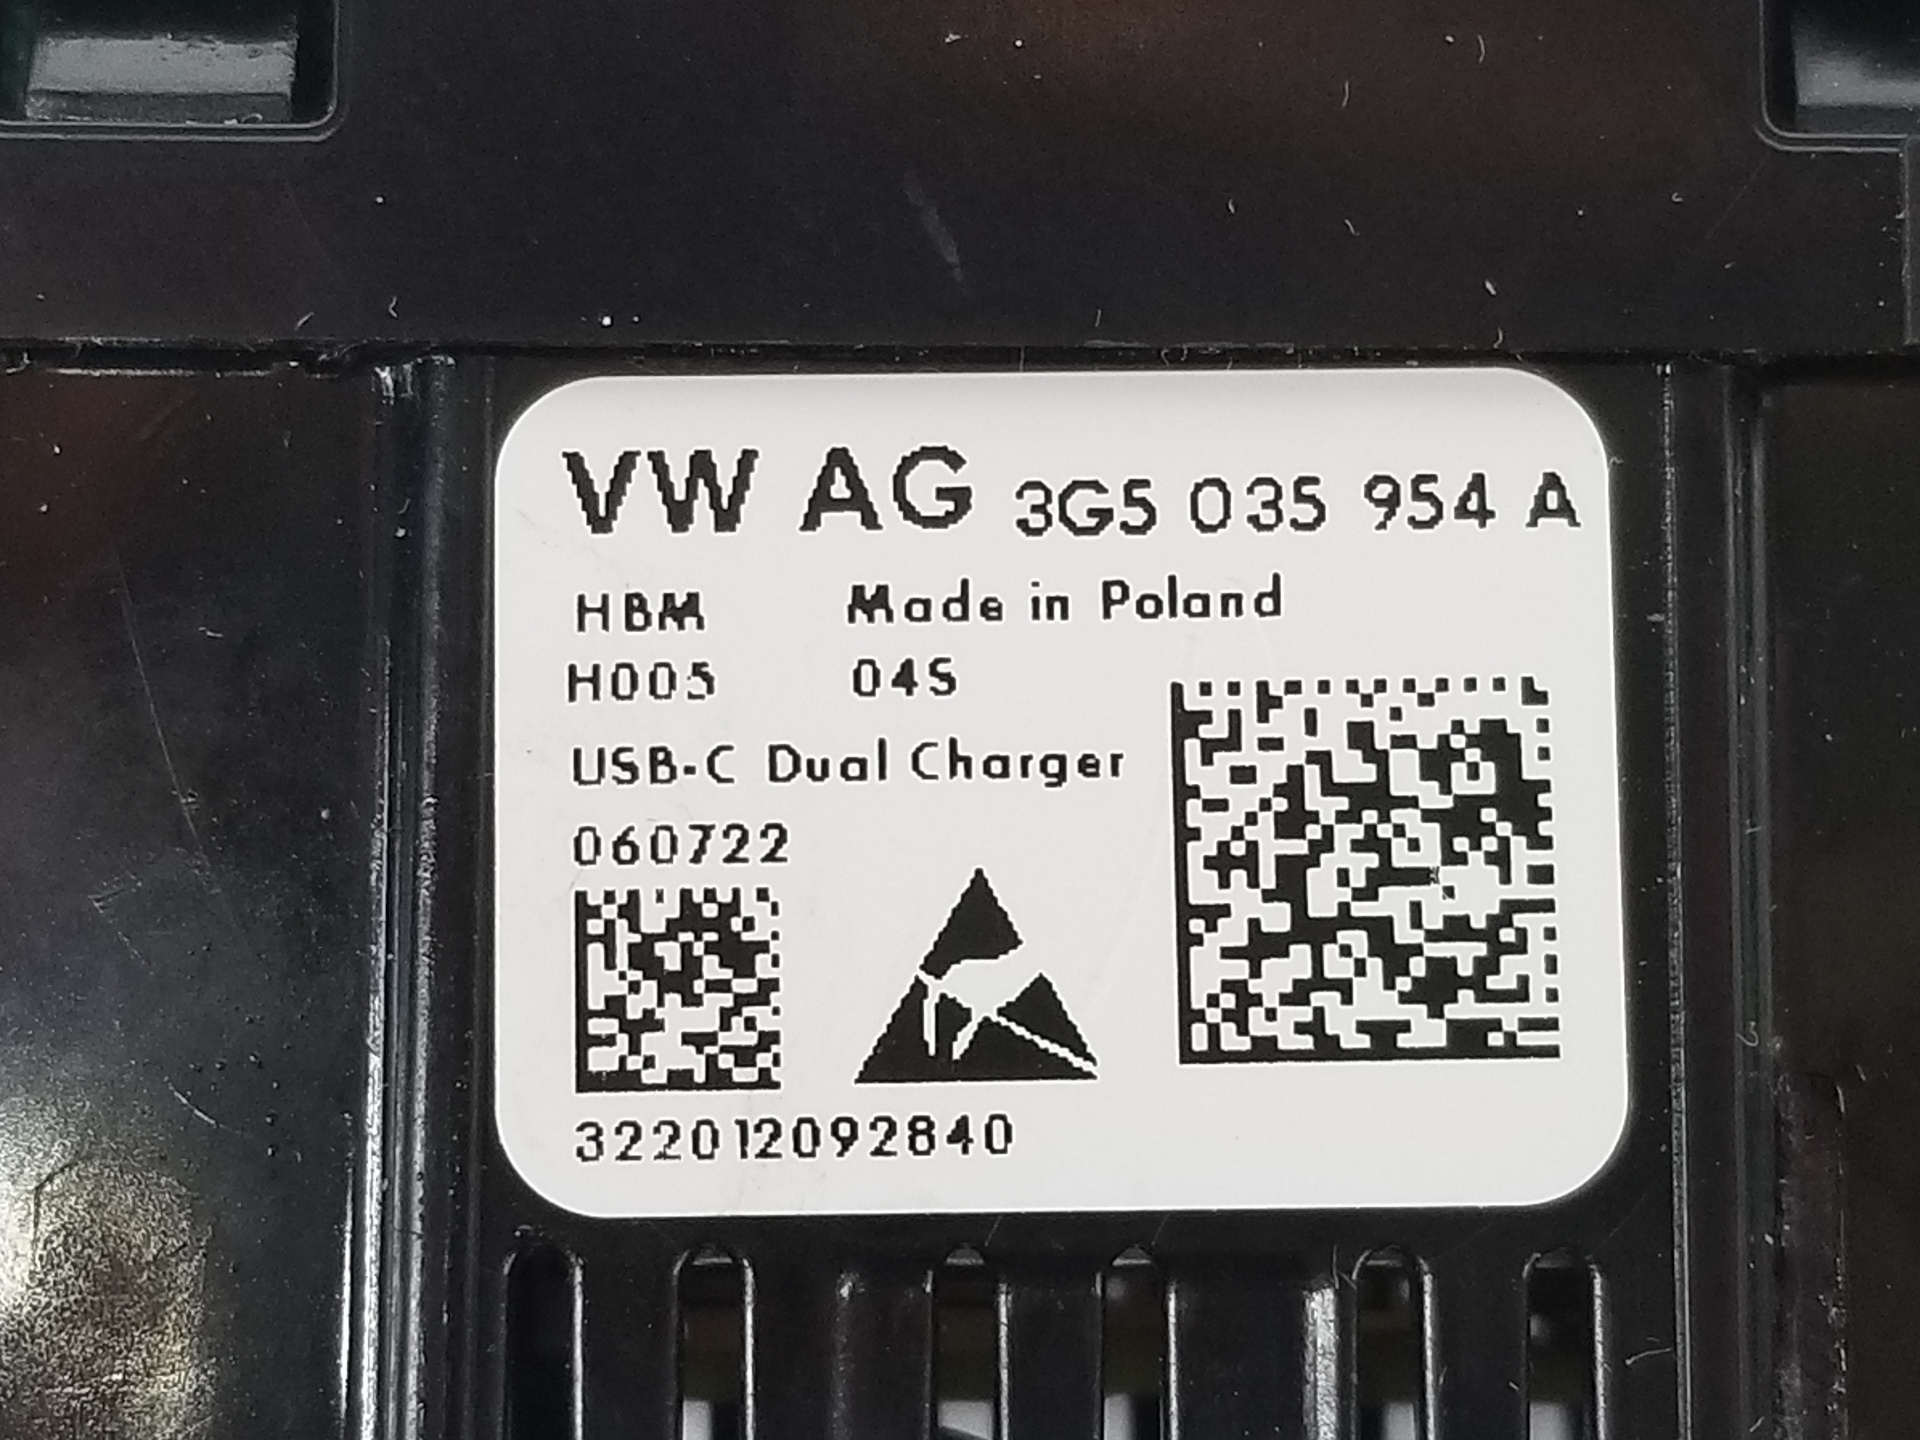 VW AG 3G5 035 954 A
HBM Made in Poland
H005 04S
USB-C Dual Charger
060722
322012092840